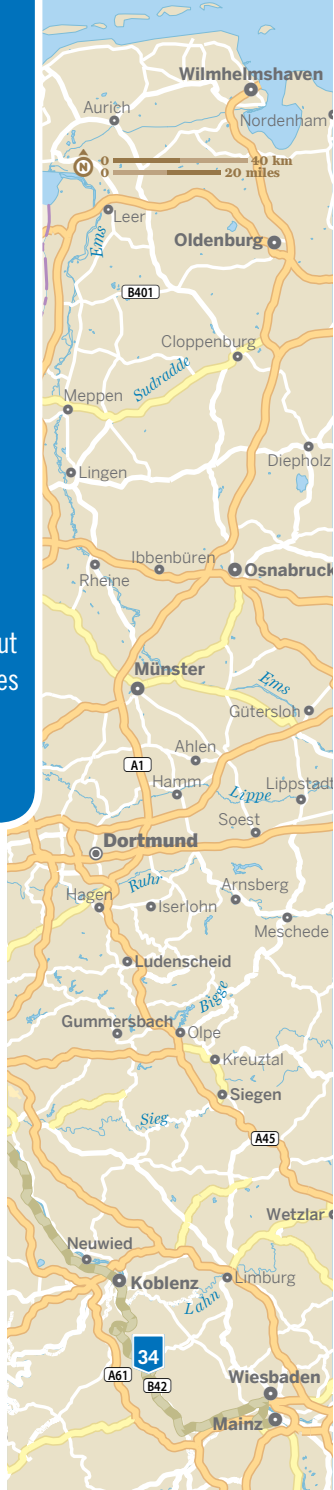 Wilmhelmshaven
Aurich
Nordenham
N
0 40 km
0 20 miles
Leer
Ems
Oldenburg
B401
Cloppenburg
Sudradde
Meppen
Diepholz
Lingen
Ibbenbüren
Osnabruck
Rheine
ut
es
Münster
Ems
Gütersloh
Ahlen
A1
Hamm
Lippe
Lippstadt
Soest
Dortmund
Ruhr
Arnsberg
Hagen
Iserlohn
Meschede
Ludenscheid
Bigge
Gummersbach
Olpe
Kreuztal
Siegen
Sieg
A45
Wetzlar
Neuwied
Koblenz
Limburg
Lahn
34
A61
B42
Wiesbaden
Mainz